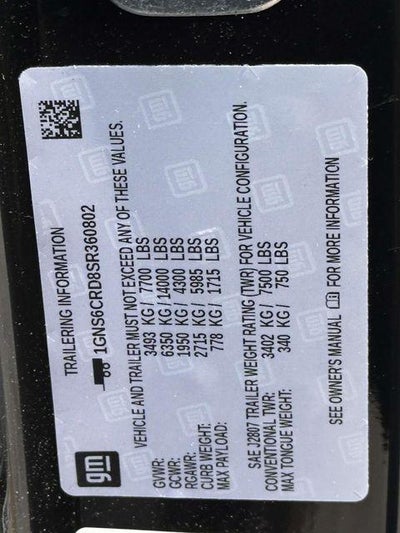 gm
TRAILERING INFORMATION
1GNS6CRD8SR360802
VEHICLE AND TRAILER MUST NOT EXCEED ANY OF THESE VALUES.
GVWR: 3493 KG / 7700 LBS
GCWR: 6350 KG / 14000 LBS
RGAWR: 1950 KG / 4300 LBS
CURB WEIGHT: 2715 KG / 5985 LBS
MAX PAYLOAD: 778 KG / 1715 LBS
SAE J2807 TRAILER WEIGHT RATING (TWR) FOR VEHICLE CONFIGURATION.
CONVENTIONAL TWR: 3402 KG / 7500 LBS
MAX TONGUE WEIGHT: 340 KG / 750 LBS
SEE OWNER'S MANUAL FOR MORE INFORMATION